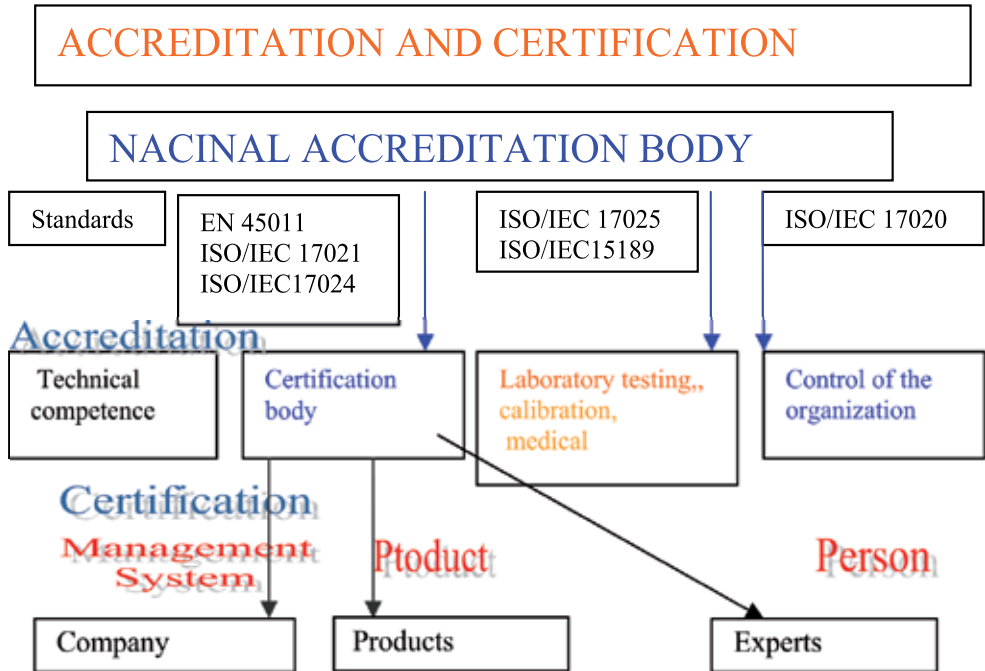 ACCREDITATION AND CERTIFICATION
NACINAL ACCREDITATION BODY
Standards
EN 45011
ISO/IEC 17021
ISO/IEC17024
ISO/IEC 17025
ISO/IEC15189
ISO/IEC 17020
Accreditation
Technical
competence
Certification
body
Laboratory testing,,
calibration,
medical
Control of the
organization
Certification
Management
System
Ptoduct
Person
Company
Products
Experts